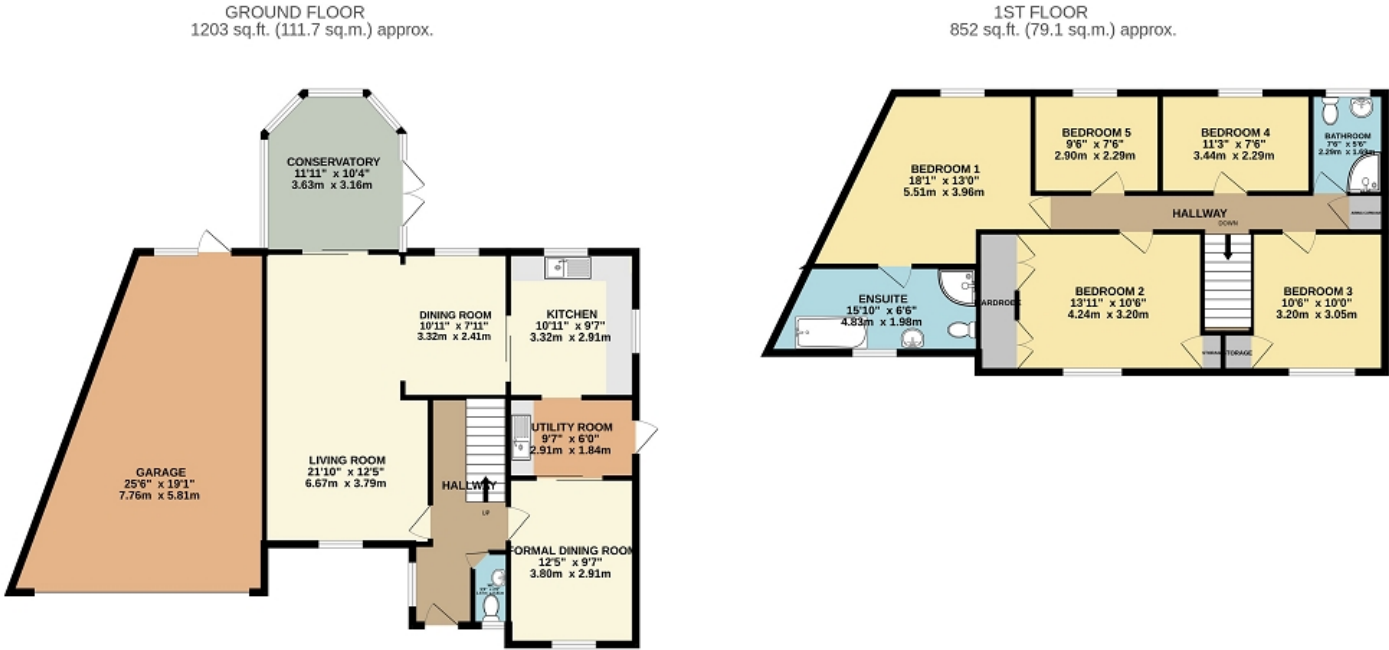 GROUND FLOOR
1203 sq.ft. (111.7 sq.m.) approx.
CONSERVATORY
11'11" x 10'4"
3.63m x 3.16m
DINING ROOM
10'11" x 7'11"
3.32m x 2.41m
KITCHEN
10'11" x 9'7"
3.32m x 2.91m
UTILITY ROOM
9'7" x 6'0"
2.91m x 1.84m
GARAGE
25'6" x 19'1"
7.76m x 5.81m
LIVING ROOM
21'10" x 12'5"
6.67m x 3.79m
HALLWAY
UP
FORMAL DINING ROOM
12'5" x 9'7"
3.80m x 2.91m
1ST FLOOR
852 sq.ft. (79.1 sq.m.) approx.
BEDROOM 1
18'1" x 13'0"
5.51m x 3.96m
BEDROOM 5
9'6" x 7'6"
2.90m x 2.29m
BEDROOM 4
11'3" x 7'6"
3.44m x 2.29m
BATHROOM
7'6" x 5'6"
2.29m x
HALLWAY
DOWN
ENSUITE
15'10" x 6'6"
4.83m x 1.98m
BEDROOM 2
13'11" x 10'6"
4.24m x 3.20m
BEDROOM 3
10'6" x 10'0"
3.20m x 3.05m
STORAGE